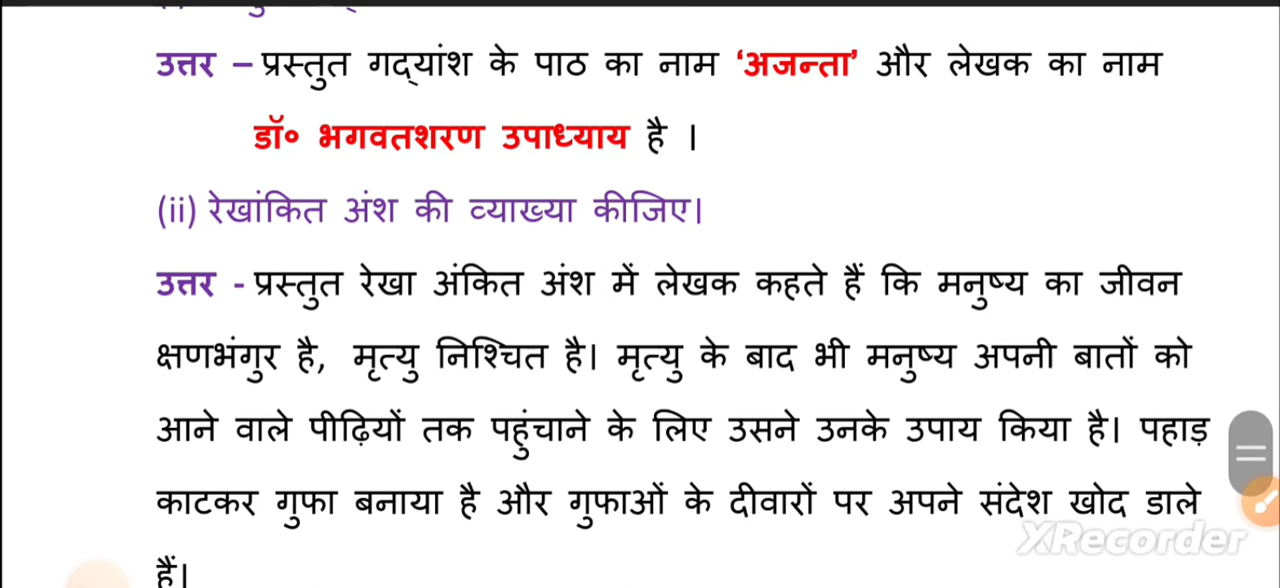 उत्तर – प्रस्तुत गद्यांश के पाठ का नाम 'अजन्ता' और लेखक का नाम
डॉ० भगवतशरण उपाध्याय है ।
(ii) रेखांकित अंश की व्याख्या कीजिए।
उत्तर - प्रस्तुत रेखा अंकित अंश में लेखक कहते हैं कि मनुष्य का जीवन
क्षणभंगुर है, मृत्यु निश्चित है। मृत्यु के बाद भी मनुष्य अपनी बातों को
आने वाले पीढ़ियों तक पहुंचाने के लिए उसने उनके उपाय किया है। पहाड़
काटकर गुफा बनाया है और गुफाओं के दीवारों पर अपने संदेश खोद डाले
XRecorder
हैं।